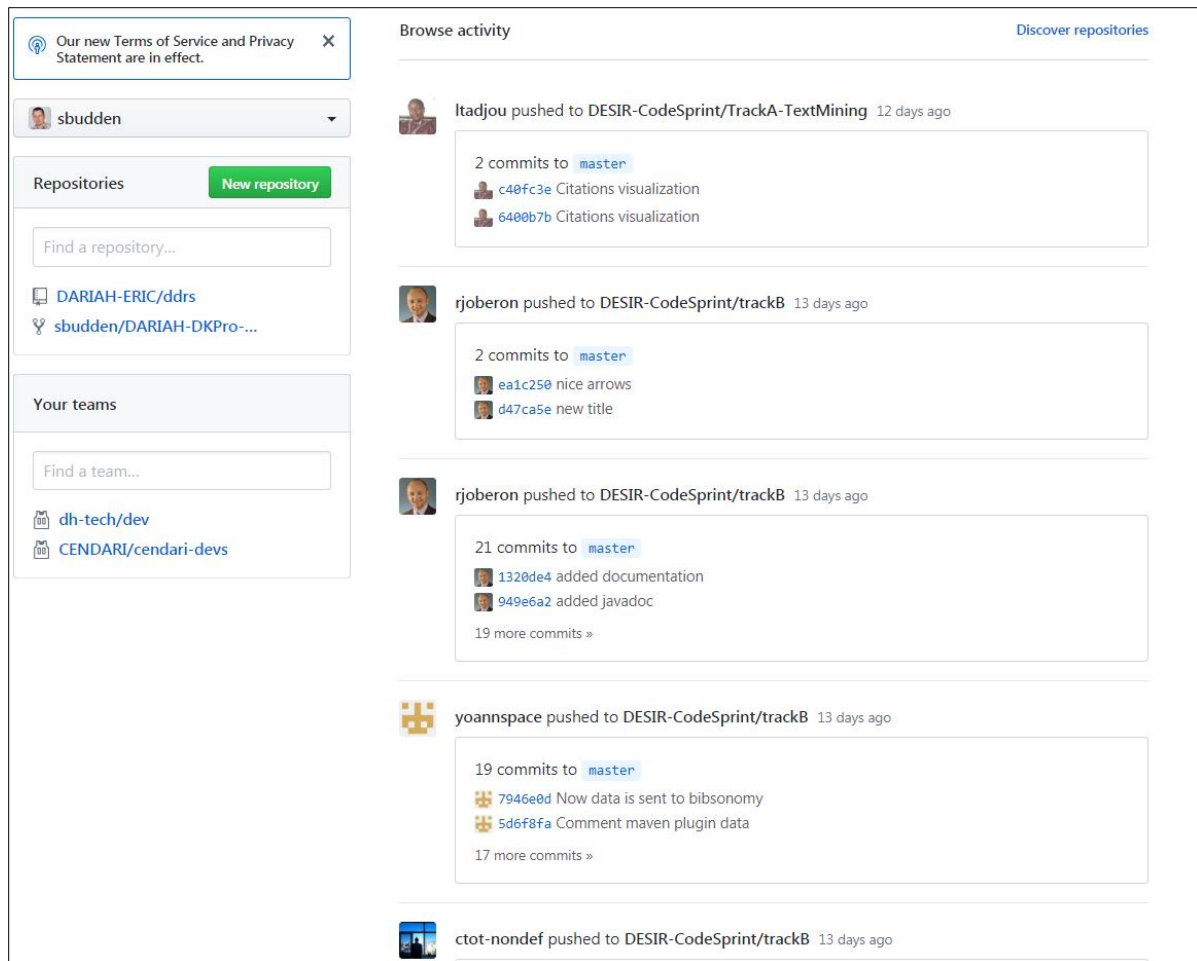 Our new Terms of Service and Privacy
Statement are in effect.
sbudden
Repositories
New repository
Find a repository...
DARIAH-ERIC/ddrs
sbudden/DARIAH-DKPro-...
Your teams
Find a team...
dh-tech/dev
CENDARI/cendari-devs
Browse activity
Discover repositories
ltadjou pushed to DESIR-CodeSprint/TrackA-TextMining 12 days ago
2 commits to master
c40fc3e Citations visualization
6400b7b Citations visualization
rjoberon pushed to DESIR-CodeSprint/trackB 13 days ago
2 commits to master
ea1c250 nice arrows
d47ca5e new title
rjoberon pushed to DESIR-CodeSprint/trackB 13 days ago
21 commits to master
1320de4 added documentation
949e6a2 added javadoc
19 more commits »
yoannspace pushed to DESIR-CodeSprint/trackB 13 days ago
19 commits to master
7946e0d Now data is sent to bibsonomy
5d6f8fa Comment maven plugin data
17 more commits »
ctot-nondef pushed to DESIR-CodeSprint/trackB 13 days ago